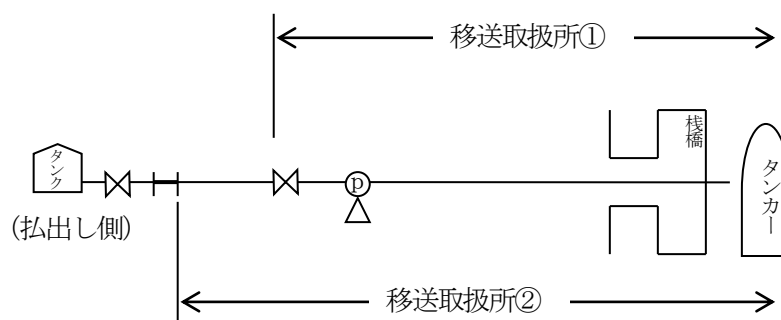 移送取扱所①
桟橋
タンク
タンカー
p
(払出し側)
移送取扱所②